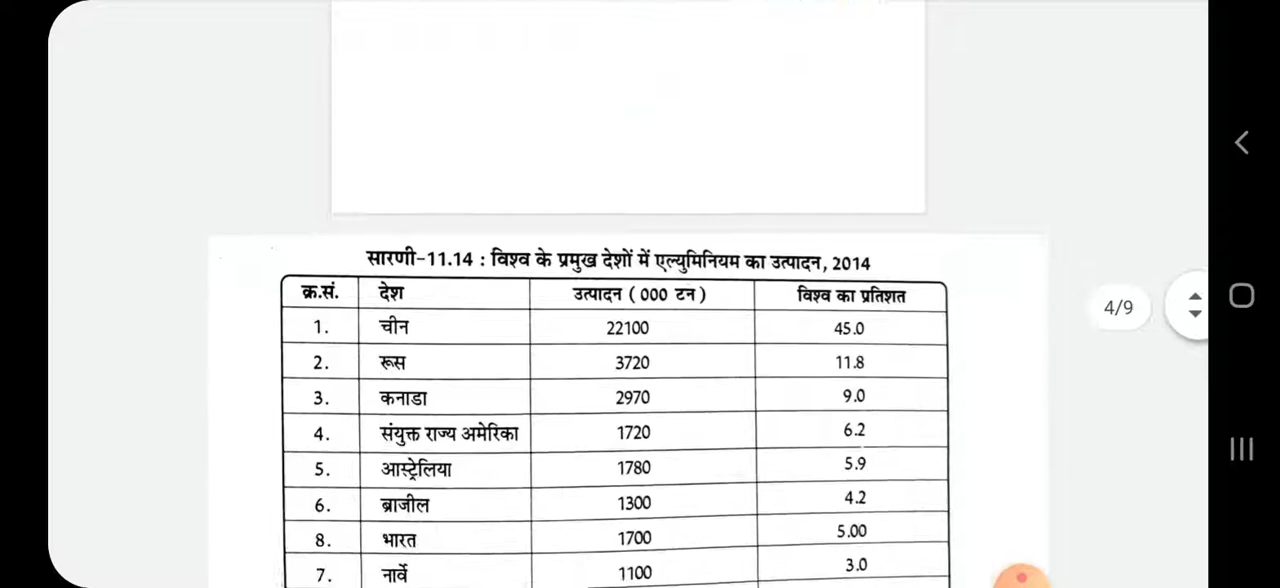 सारणी-11.14 : विश्व के प्रमुख देशों में एल्युमिनियम का उत्पादन, 2014
क्र.सं. देश उत्पादन ( 000 टन ) विश्व का प्रतिशत
1. चीन 22100 45.0
2. रूस 3720 11.8
3. कनाडा 2970 9.0
4. संयुक्त राज्य अमेरिका 1720 6.2
5. आस्ट्रेलिया 1780 5.9
6. ब्राजील 1300 4.2
8. भारत 1700 5.00
7. नार्वे 1100 3.0
4/9